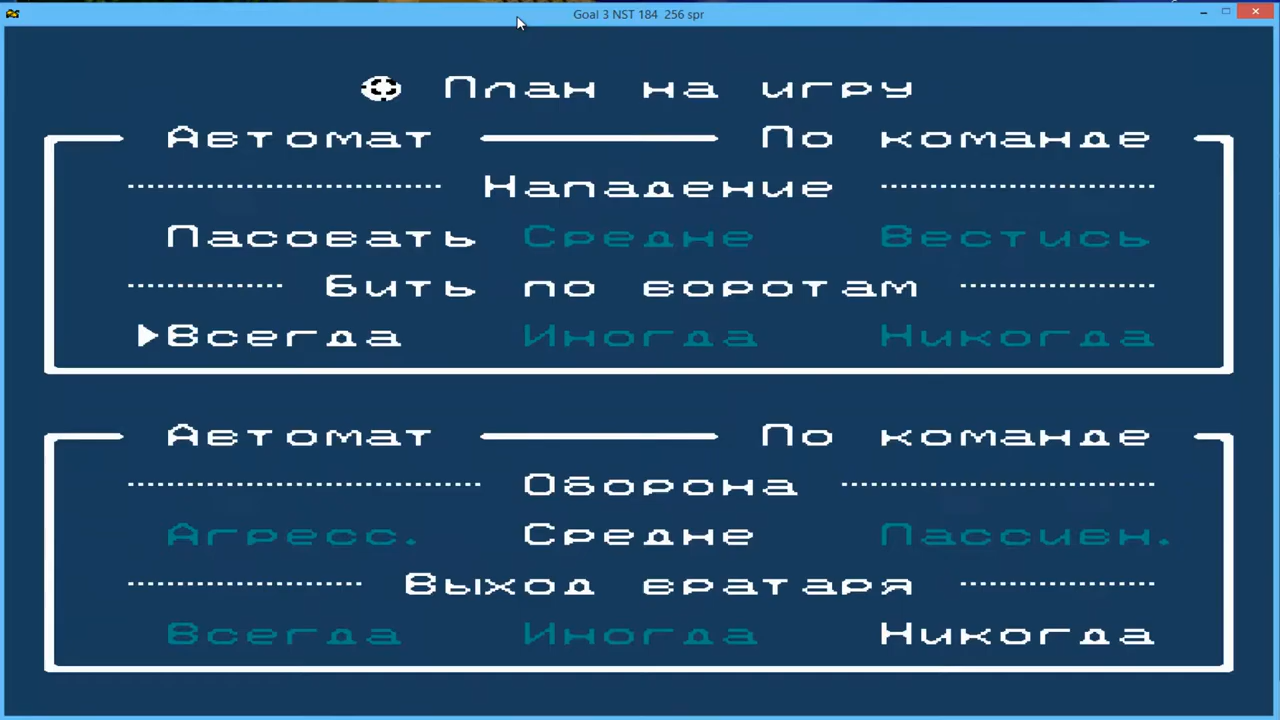 Goal 3 NST 184 256 spr
План на игру
Автомат По команде
Нападение
Пасовать Средне Вестись
Бить по воротам
Всегда Иногда Никогда
Автомат По команде
Оборона
Агресс. Средне Пассивн.
Выход вратаря
Всегда Иногда Никогда